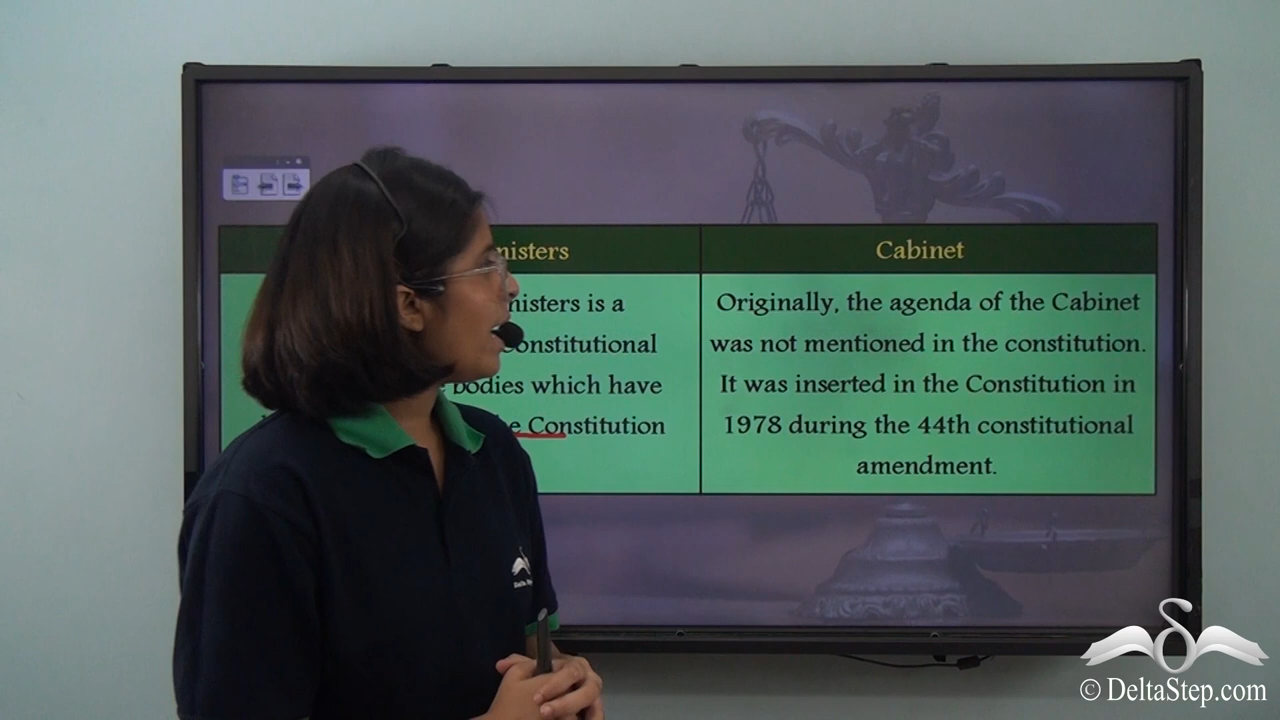 nisters
Cabinet
nisters is a
constitutional
bodies which have
e Constitution
Originally, the agenda of the Cabinet
was not mentioned in the constitution.
It was inserted in the Constitution in
1978 during the 44th constitutional
amendment.
© DeltaStep.com